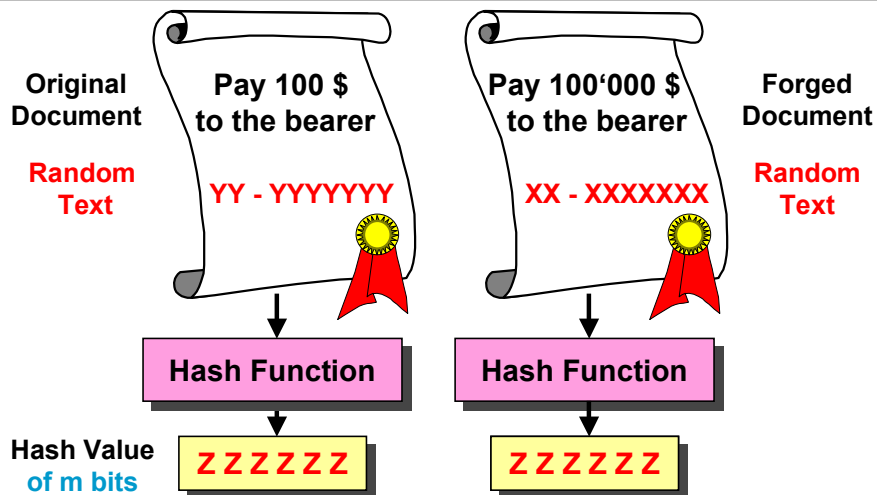 Original
Document
Random
Text
Pay 100 $
to the bearer
YY - YYYYYYY
Pay 100‘000 $
to the bearer
XX - XXXXXXX
Forged
Document
Random
Text
Hash Function
Hash Function
Hash Value
of m bits
Z Z Z Z Z Z
Z Z Z Z Z Z